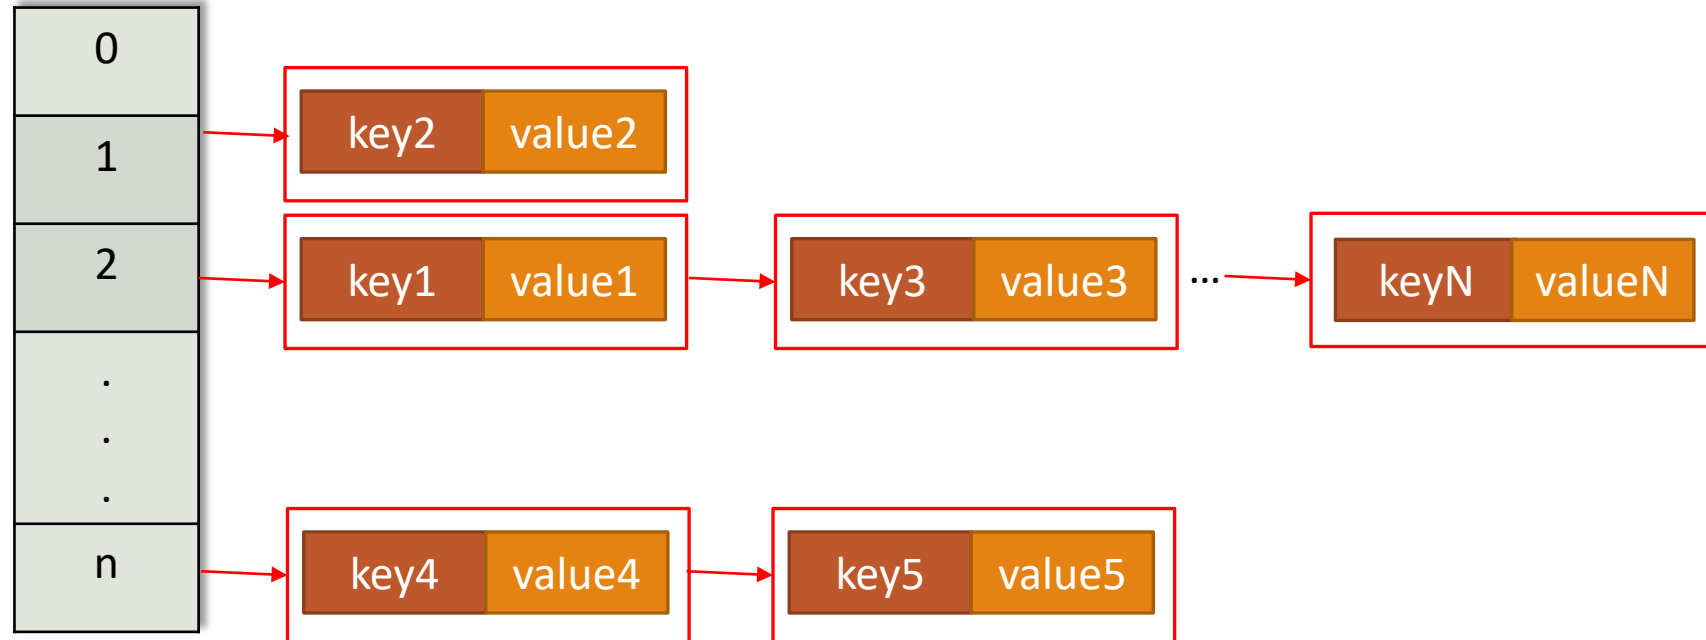 0
key2 value2
1
2
key1 value1 key3 value3 ... keyN valueN
.
.
.
n
key4 value4 key5 value5